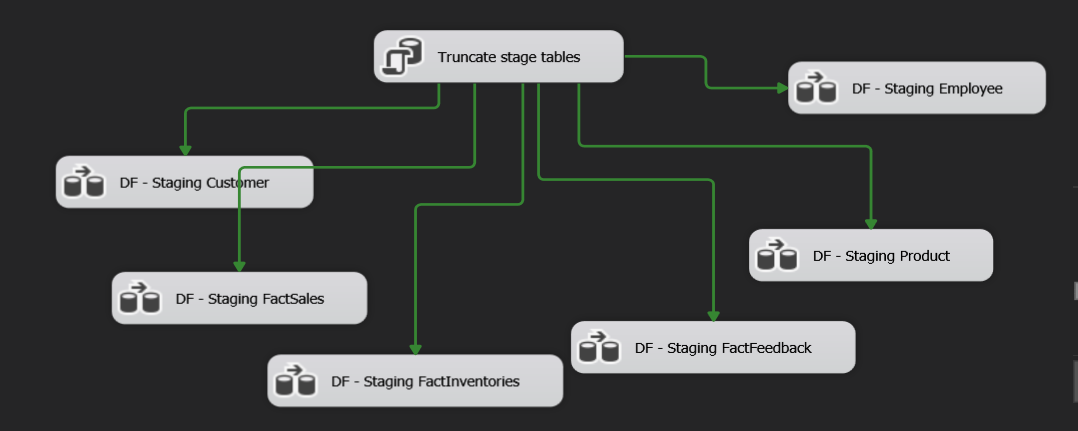 Truncate stage tables
DF - Staging Employee
DF - Staging Customer
DF - Staging Product
DF - Staging FactSales
DF - Staging FactFeedback
DF - Staging FactInventories